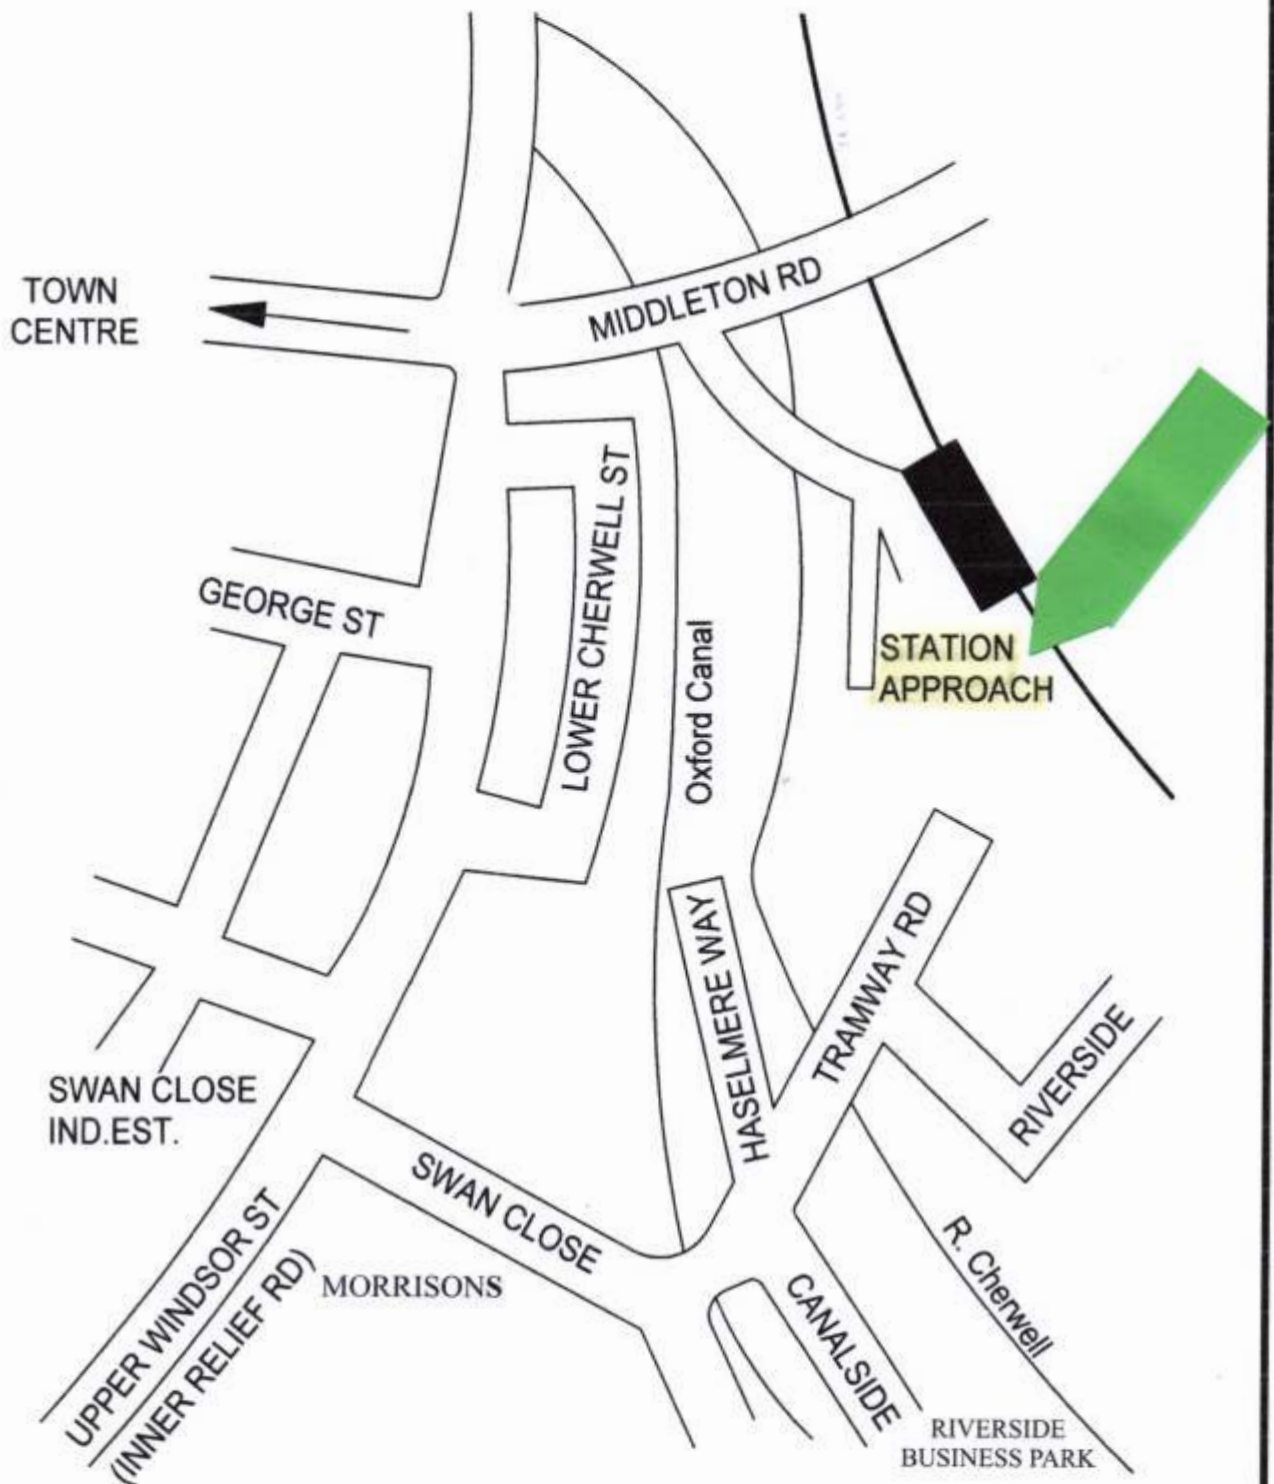 TOWN
CENTRE
MIDDLETON RD
GEORGE ST
LOWER CHERWELL ST
Oxford Canal
STATION
APPROACH
HASELMERE WAY
TRAMWAY RD
RIVERSIDE
SWAN CLOSE
IND.EST.
SWAN CLOSE
UPPER WINDSOR ST
(INNER RELIEF RD)
MORRISONS
CANALSIDE
R. Cherwell
RIVERSIDE
BUSINESS PARK